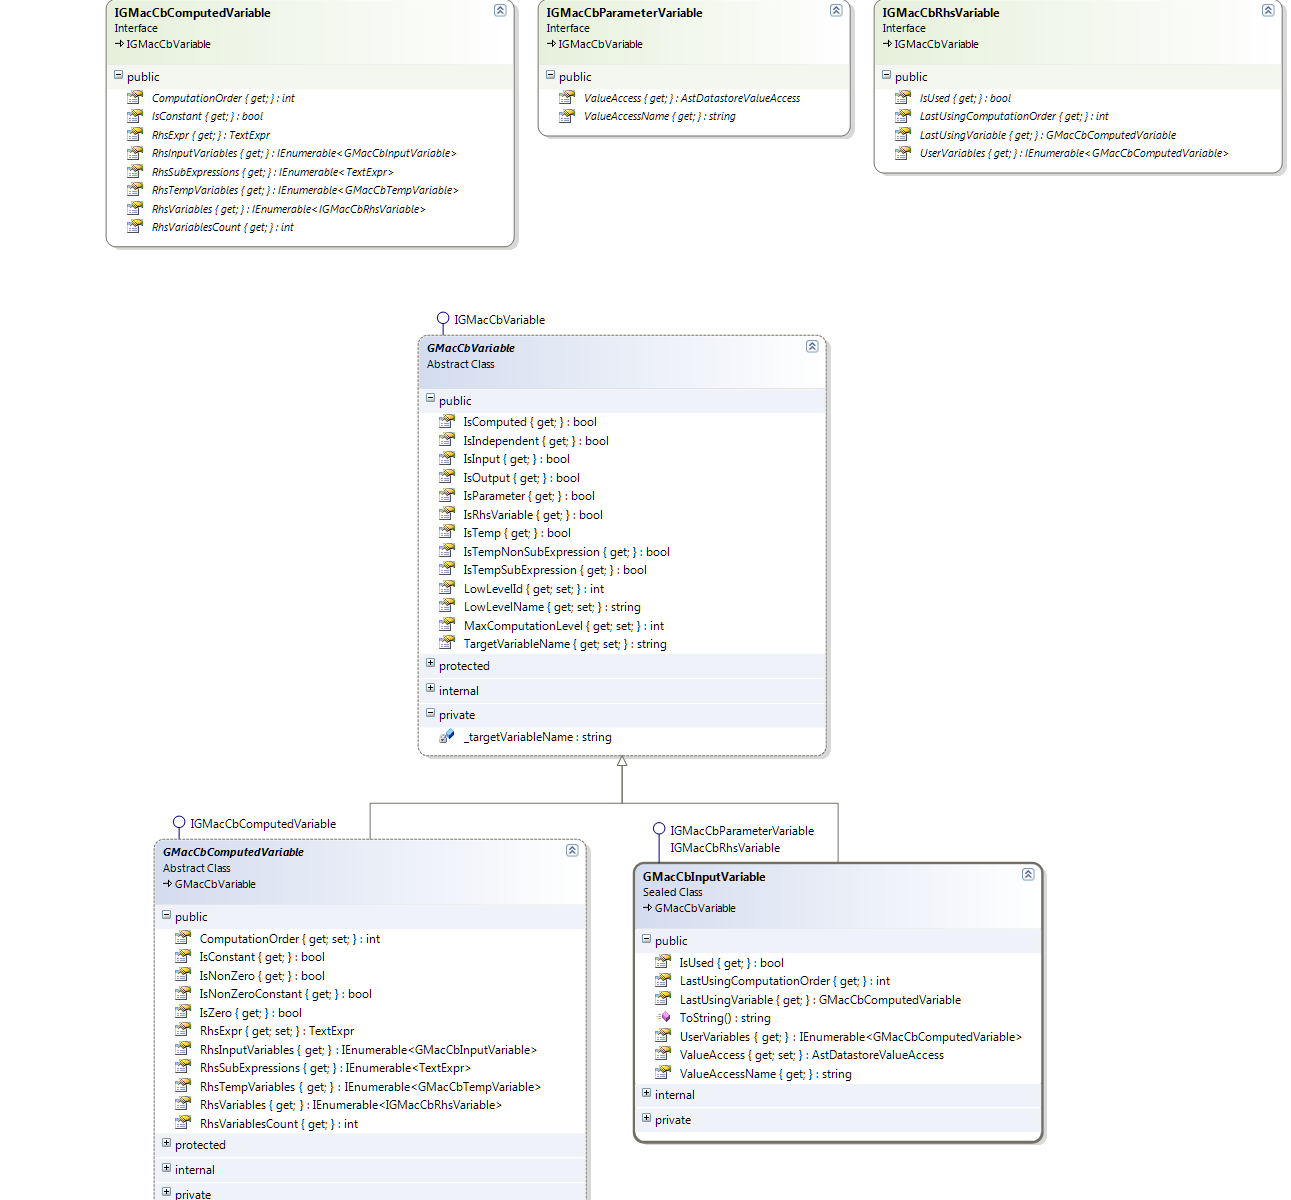 IGMacCbComputedVariable
Interface
IGMacCbVariable
public
ComputationOrder { get; } : int
IsConstant { get; } : bool
RhsExpr { get; } : TextExpr
RhsInputVariables { get; } : IEnumerable<GMacCbInputVariable>
RhsSubExpressions { get; } : IEnumerable<TextExpr>
RhsTempVariables { get; } : IEnumerable<GMacCbTempVariable>
RhsVariables { get; } : IEnumerable<IGMacCbRhsVariable>
RhsVariablesCount { get; } : int
IGMacCbParameterVariable
Interface
IGMacCbVariable
public
ValueAccess { get; } : AstDatastoreValueAccess
ValueAccessName { get; } : string
IGMacCbRhsVariable
Interface
IGMacCbVariable
public
IsUsed { get; } : bool
LastUsingComputationOrder { get; } : int
LastUsingVariable { get; } : GMacCbComputedVariable
UserVariables { get; } : IEnumerable<GMacCbComputedVariable>
IGMacCbVariable
GMacCbVariable
Abstract Class
public
IsComputed { get; } : bool
IsIndependent { get; } : bool
IsInput { get; } : bool
IsOutput { get; } : bool
IsParameter { get; } : bool
IsRhsVariable { get; } : bool
IsTemp { get; } : bool
IsTempNonSubExpression { get; } : bool
IsTempSubExpression { get; } : bool
LowLevelId { get; set; } : int
LowLevelName { get; set; } : string
MaxComputationLevel { get; set; } : int
TargetVariableName { get; set; } : string
protected
internal
private
_targetVariableName : string
IGMacCbComputedVariable
GMacCbComputedVariable
Abstract Class
GMacCbVariable
public
ComputationOrder { get; set; } : int
IsConstant { get; } : bool
IsNonZero { get; } : bool
IsNonZeroConstant { get; } : bool
IsZero { get; } : bool
RhsExpr { get; set; } : TextExpr
RhsInputVariables { get; } : IEnumerable<GMacCbInputVariable>
RhsSubExpressions { get; } : IEnumerable<TextExpr>
RhsTempVariables { get; } : IEnumerable<GMacCbTempVariable>
RhsVariables { get; } : IEnumerable<IGMacCbRhsVariable>
RhsVariablesCount { get; } : int
protected
internal
private
IGMacCbParameterVariable
IGMacCbRhsVariable
GMacCbInputVariable
Sealed Class
GMacCbVariable
public
IsUsed { get; } : bool
LastUsingComputationOrder { get; } : int
LastUsingVariable { get; } : GMacCbComputedVariable
ToString() : string
UserVariables { get; } : IEnumerable<GMacCbComputedVariable>
ValueAccess { get; set; } : AstDatastoreValueAccess
ValueAccessName { get; } : string
internal
private